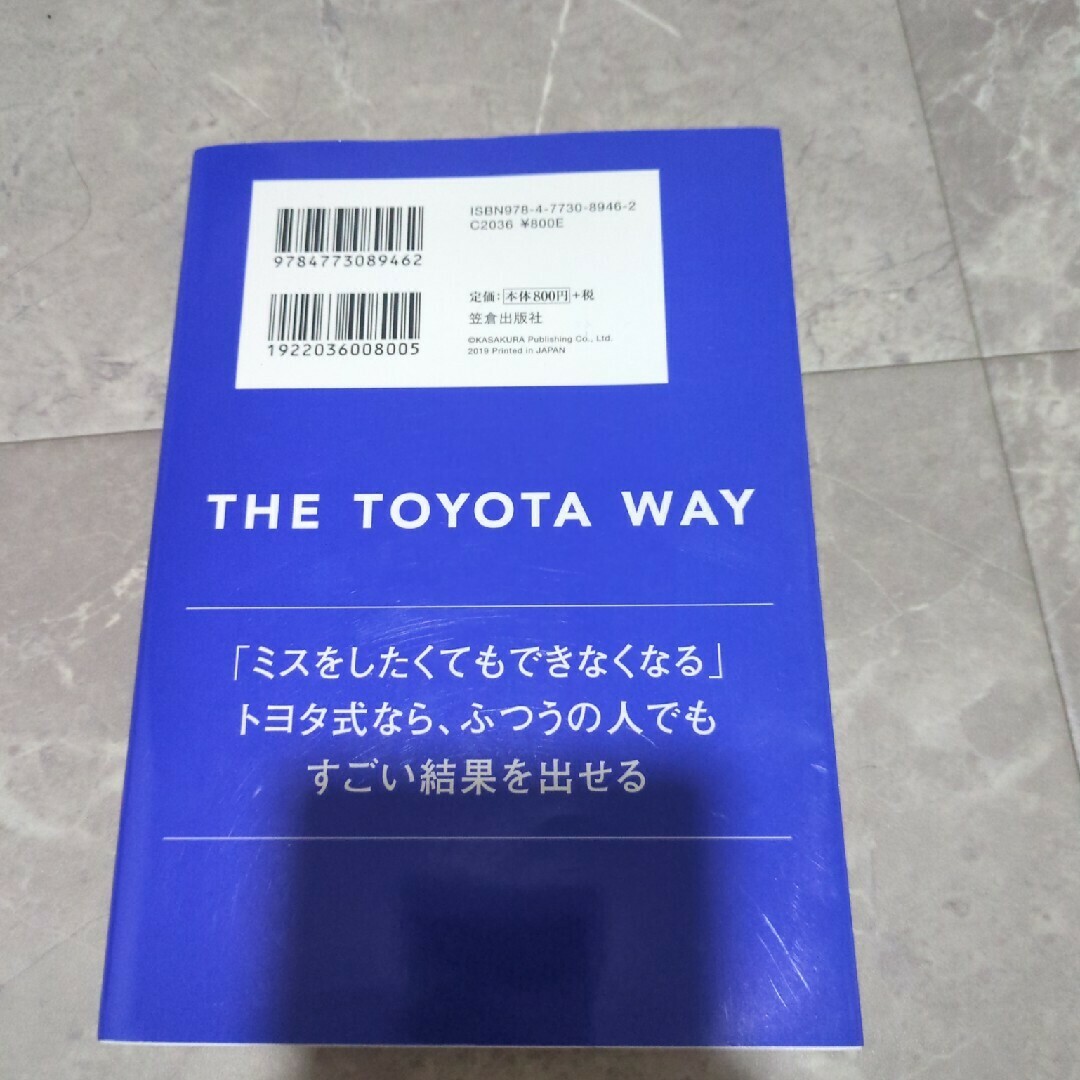 ISBN978-4-7730-8946-2
C2036 ¥800E
9784773089462
定価:本体800円+税
笠倉出版社
1922036008005
©KASAKURA Publishing Co., Ltd.
2019 Printed in JAPAN
THE TOYOTA WAY
「ミスをしたくてもできなくなる」
トヨタ式なら、ふつうの人でも
すごい結果を出せる